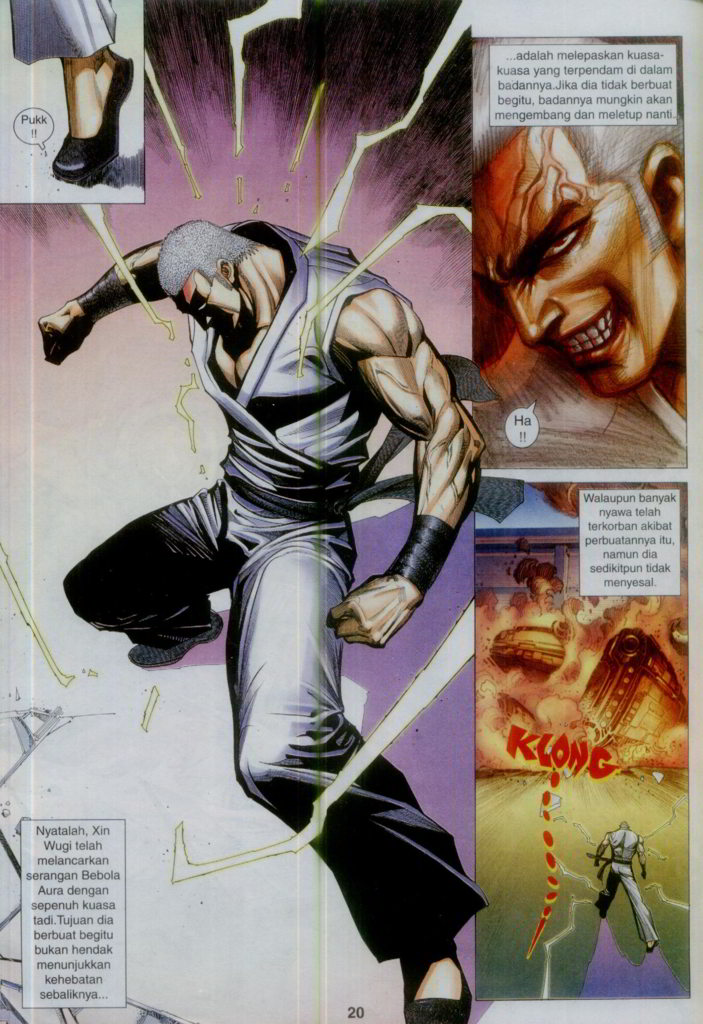 Pukk
!!
Nyatalah, Xin
Wugi telah
melancarkan
serangan Bebola
Aura dengan
sepenuh kuasa
tadi.Tujuan dia
berbuat begitu
bukan hendak
menunjukkan
kehebatan
sebaliknya...
...adalah melepaskan kuasa-
kuasa yang terpendam di dalam
badannya.Jika dia tidak berbuat
begitu, badannya mungkin akan
mengembang dan meletup nanti.
Ha
!!
Walaupun banyak
nyawa telah
terkorban akibat
perbuatannya itu,
namun dia
sedikitpun tidak
menyesal.
KLONG
20